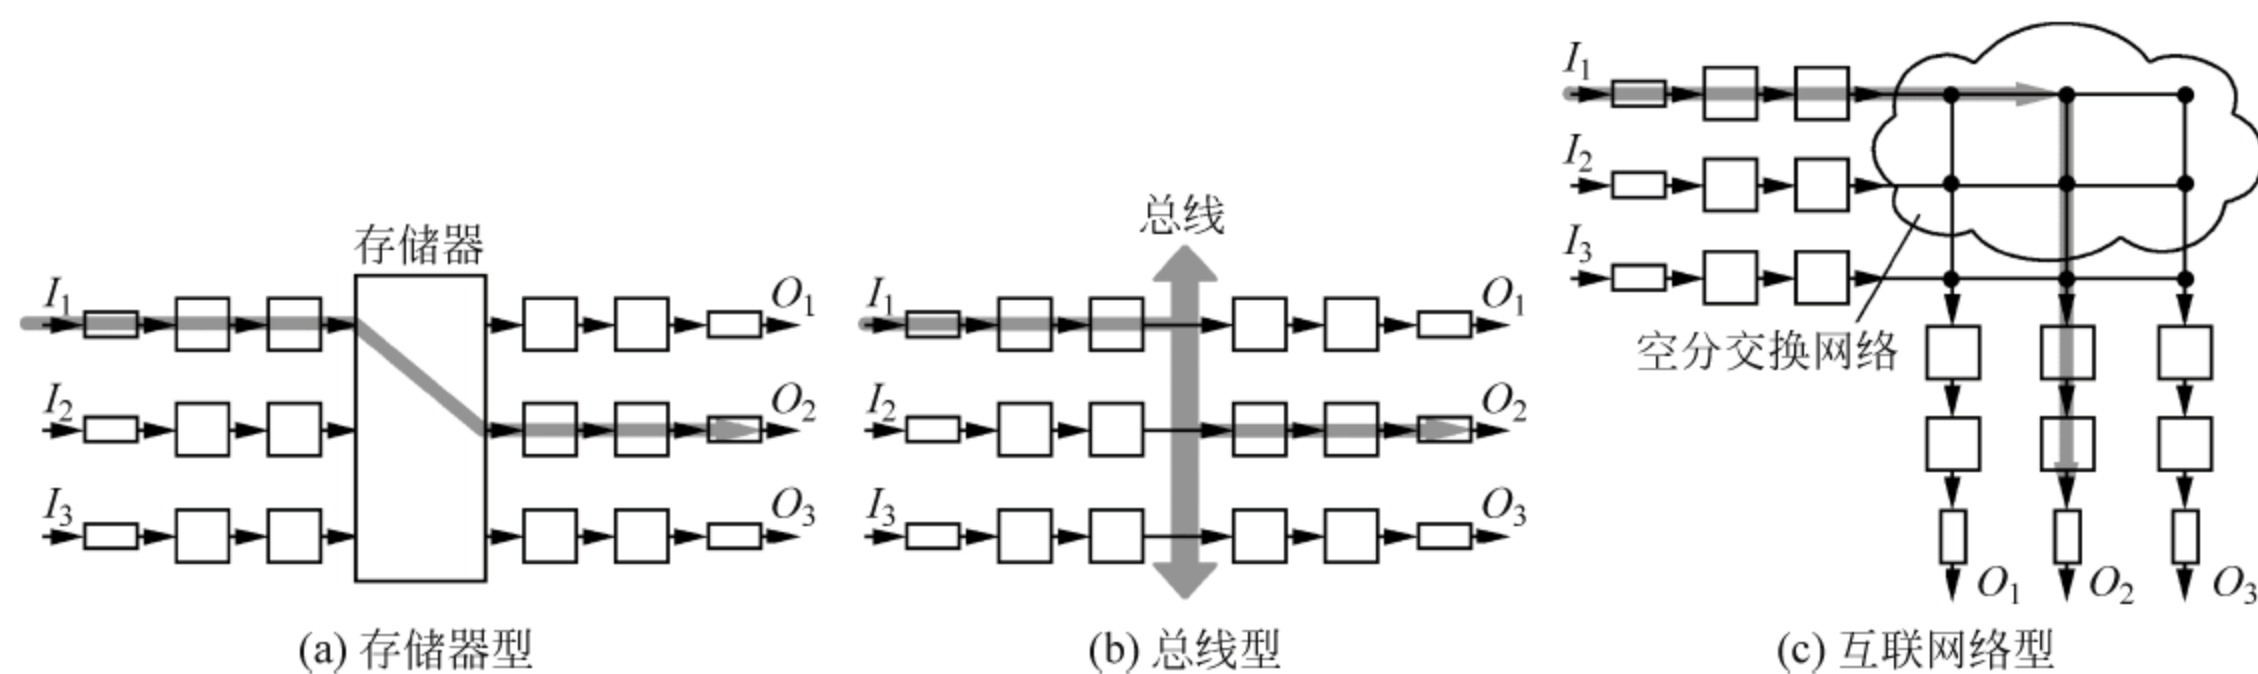 存储器
I1
I2
I3
O1
O2
O3
(a) 存储器型
总线
I1
I2
I3
O1
O2
O3
(b) 总线型
I1
I2
I3
空分交换网络
O1
O2
O3
(c) 互联网络型